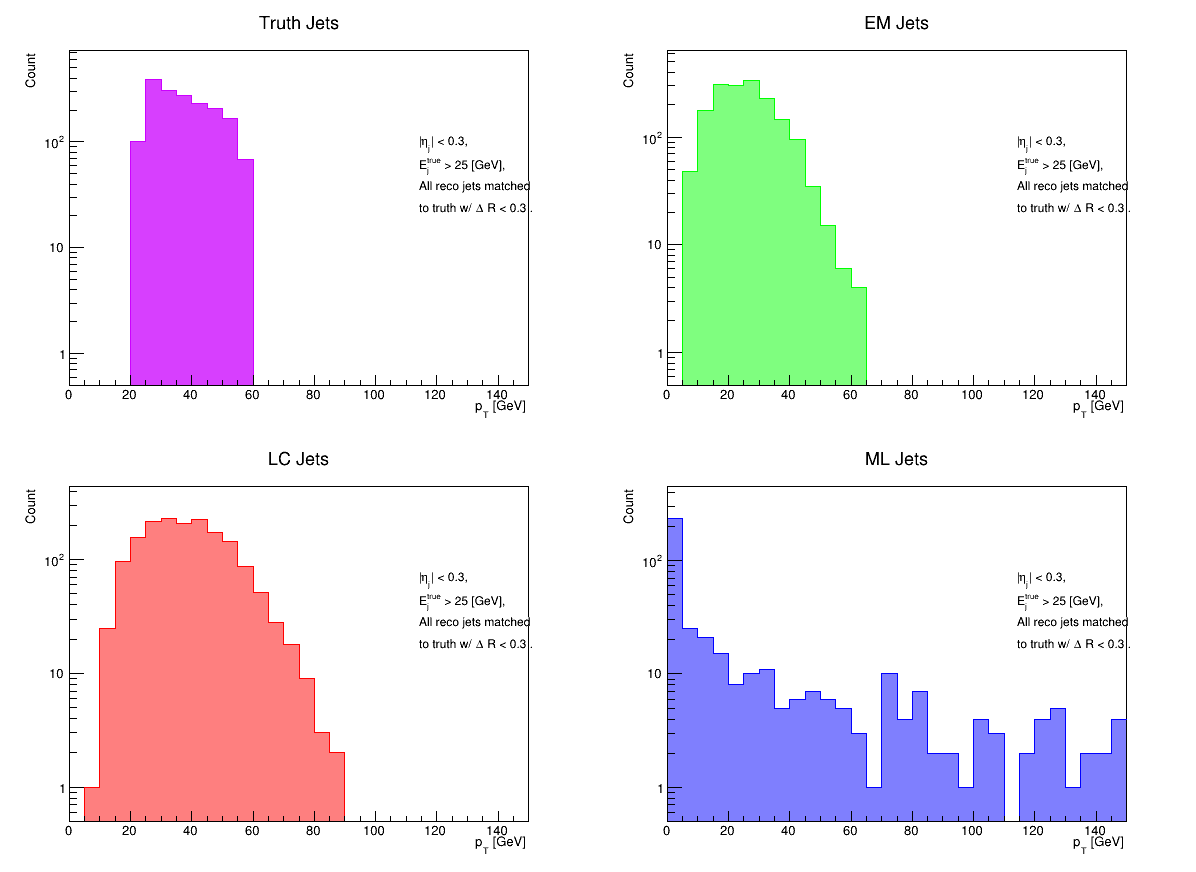 Truth Jets
Count
10²
10
1
|η_j| < 0.3,
E_j^true > 25 [GeV],
All reco jets matched
to truth w/ Δ R < 0.3 .
0 20 40 60 80 100 120 140
p_T [GeV]
EM Jets
Count
10²
10
1
|η_j| < 0.3,
E_j^true > 25 [GeV],
All reco jets matched
to truth w/ Δ R < 0.3 .
0 20 40 60 80 100 120 140
p_T [GeV]
LC Jets
Count
10²
10
1
|η_j| < 0.3,
E_j^true > 25 [GeV],
All reco jets matched
to truth w/ Δ R < 0.3 .
0 20 40 60 80 100 120 140
p_T [GeV]
ML Jets
Count
10²
10
1
|η_j| < 0.3,
E_j^true > 25 [GeV],
All reco jets matched
to truth w/ Δ R < 0.3 .
0 20 40 60 80 100 120 140
p_T [GeV]